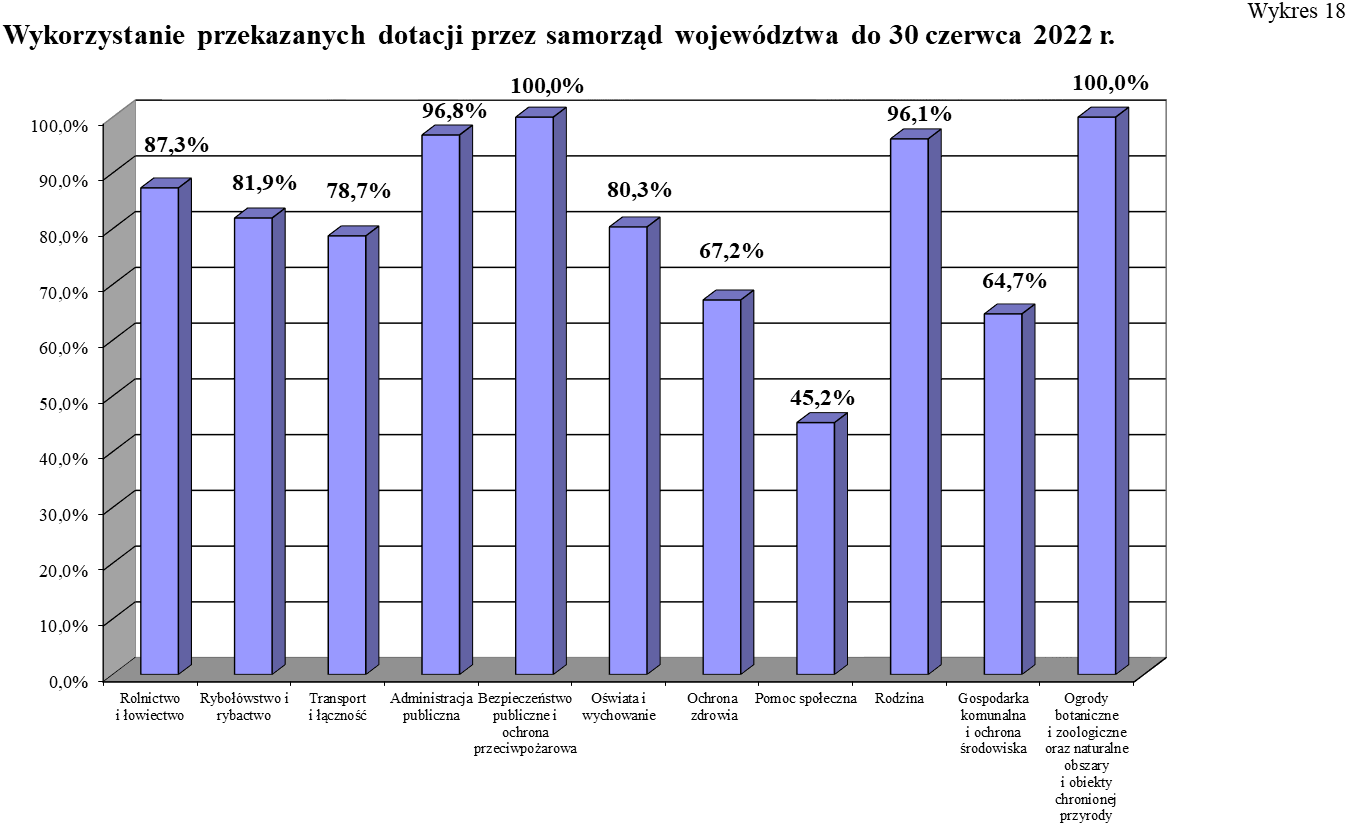 Wykres 18
Wykorzystanie przekazanych dotacji przez samorząd województwa do 30 czerwca 2022 r.
100,0%
90,0%
80,0%
70,0%
60,0%
50,0%
40,0%
30,0%
20,0%
10,0%
0,0%
87,3%
81,9%
78,7%
96,8%
100,0%
80,3%
67,2%
45,2%
96,1%
64,7%
100,0%
Rolnictwo
i łowiectwo
Rybołówstwo i
rybactwo
Transport
i łączność
Administracja
publiczna
Bezpieczeństwo
publiczne i
ochrona
przeciwpożarowa
Oświata i
wychowanie
Ochrona
zdrowia
Pomoc społeczna
Rodzina
Gospodarka
komunalna
i ochrona
środowiska
Ogrody
botaniczne
i zoologiczne
oraz naturalne
obszary
i obiekty
chronionej
przyrody